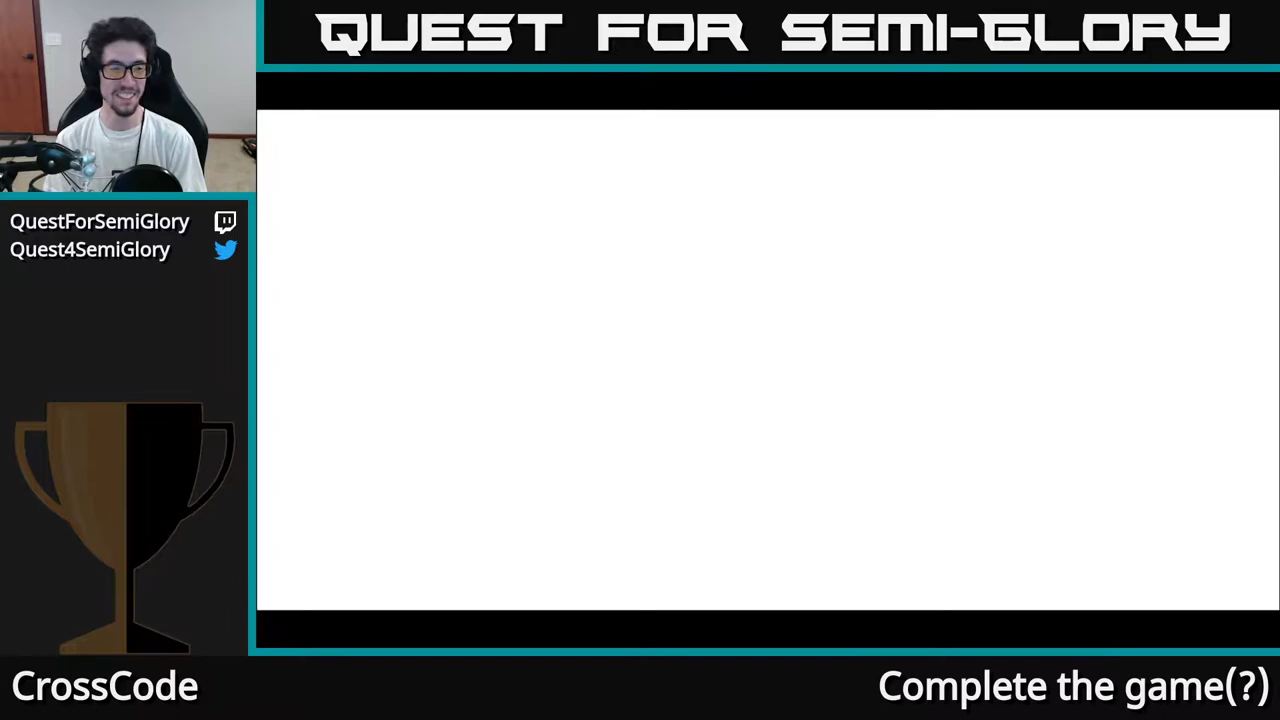 QUEST FOR SEMI-GLORY
QuestForSemiGlory
Quest4SemiGlory
CrossCode
Complete the game(?)